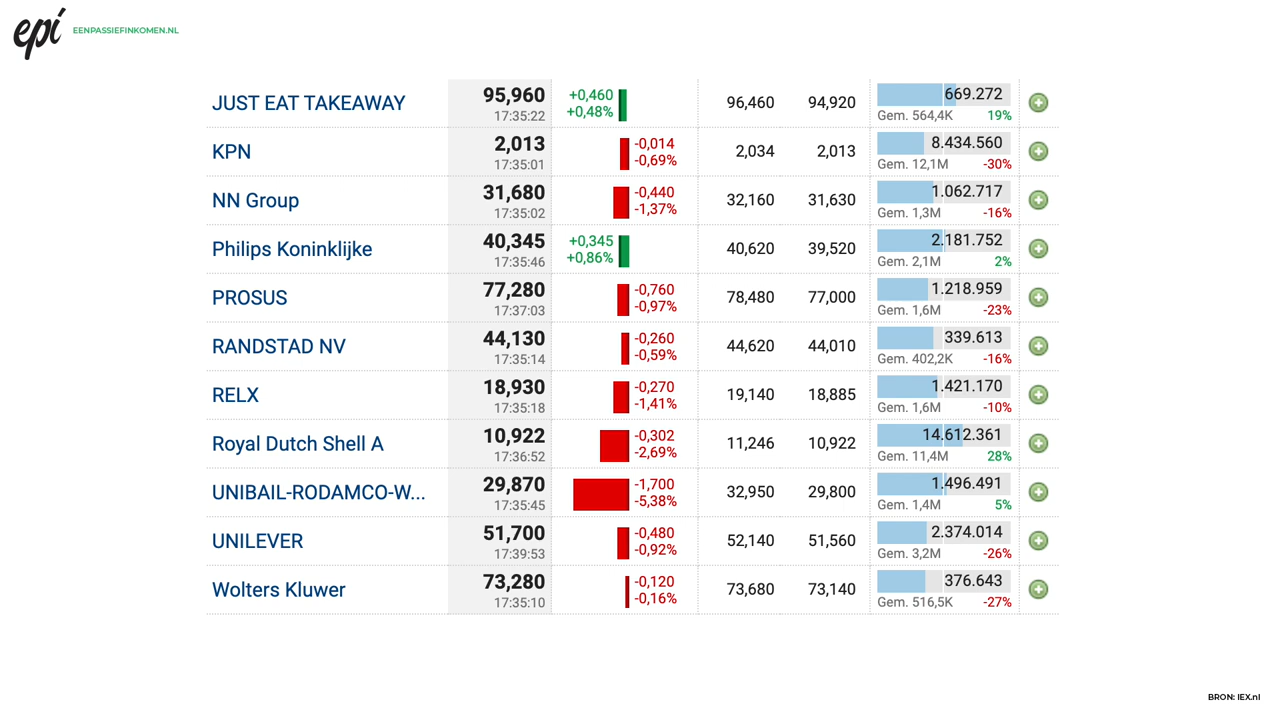 epi EENPASSIEFINKOMEN.NL
JUST EAT TAKEAWAY 95,960 17:35:22 +0,460 +0,48% 96,460 94,920 669.272 Gem. 564,4K 19%
KPN 2,013 17:35:01 -0,014 -0,69% 2,034 2,013 8.434.560 Gem. 12,1M -30%
NN Group 31,680 17:35:02 -0,440 -1,37% 32,160 31,630 1.062.717 Gem. 1,3M -16%
Philips Koninklijke 40,345 17:35:46 +0,345 +0,86% 40,620 39,520 2.181.752 Gem. 2,1M 2%
PROSUS 77,280 17:37:03 -0,760 -0,97% 78,480 77,000 1.218.959 Gem. 1,6M -23%
RANDSTAD NV 44,130 17:35:14 -0,260 -0,59% 44,620 44,010 339.613 Gem. 402,2K -16%
RELX 18,930 17:35:18 -0,270 -1,41% 19,140 18,885 1.421.170 Gem. 1,6M -10%
Royal Dutch Shell A 10,922 17:36:52 -0,302 -2,69% 11,246 10,922 14.612.361 Gem. 11,4M 28%
UNIBAIL-RODAMCO-W... 29,870 17:35:45 -1,700 -5,38% 32,950 29,800 1.496.491 Gem. 1,4M 5%
UNILEVER 51,700 17:39:53 -0,480 -0,92% 52,140 51,560 2.374.014 Gem. 3,2M -26%
Wolters Kluwer 73,280 17:35:10 -0,120 -0,16% 73,680 73,140 376.643 Gem. 516,5K -27%
BRON: IEX.nl